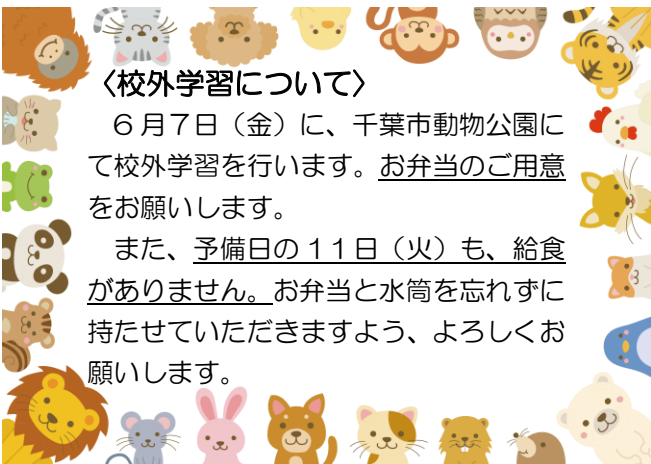 〈校外学習について〉
　６月７日（金）に、千葉市動物公園に
て校外学習を行います。お弁当のご用意
をお願いします。
　また、予備日の１１日（火）も、給食
がありません。お弁当と水筒を忘れずに
持たせていただきますよう、よろしくお
願いします。